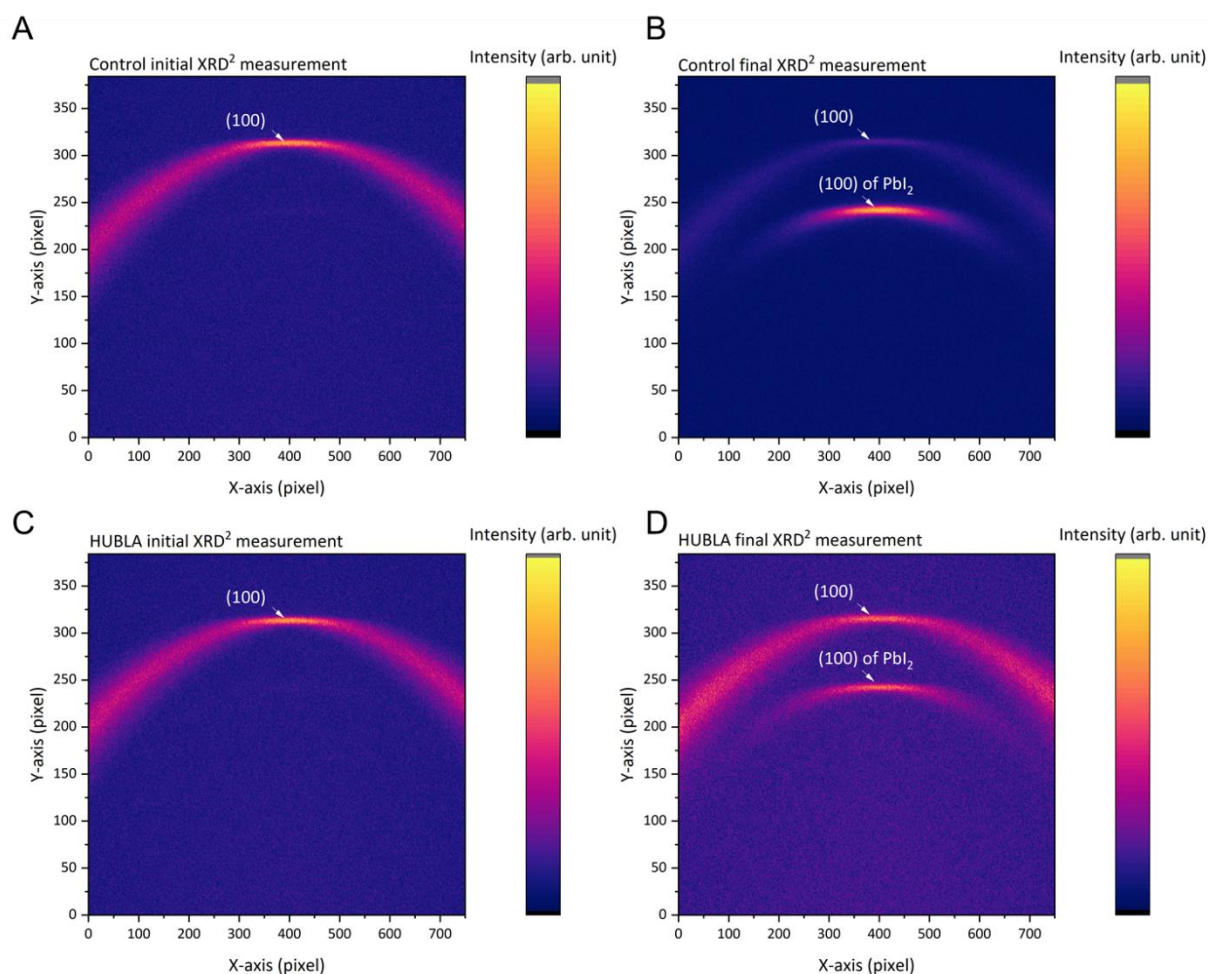 A
Control initial XRD² measurement
Intensity (arb. unit)
(100)
350
300
250
200
150
100
50
0
Y-axis (pixel)
0 100 200 300 400 500 600 700
X-axis (pixel)
B
Control final XRD² measurement
Intensity (arb. unit)
(100)
(100) of PbI₂
350
300
250
200
150
100
50
0
Y-axis (pixel)
0 100 200 300 400 500 600 700
X-axis (pixel)
C
HUBLA initial XRD² measurement
Intensity (arb. unit)
(100)
350
300
250
200
150
100
50
0
Y-axis (pixel)
0 100 200 300 400 500 600 700
X-axis (pixel)
D
HUBLA final XRD² measurement
Intensity (arb. unit)
(100)
(100) of PbI₂
350
300
250
200
150
100
50
0
Y-axis (pixel)
0 100 200 300 400 500 600 700
X-axis (pixel)